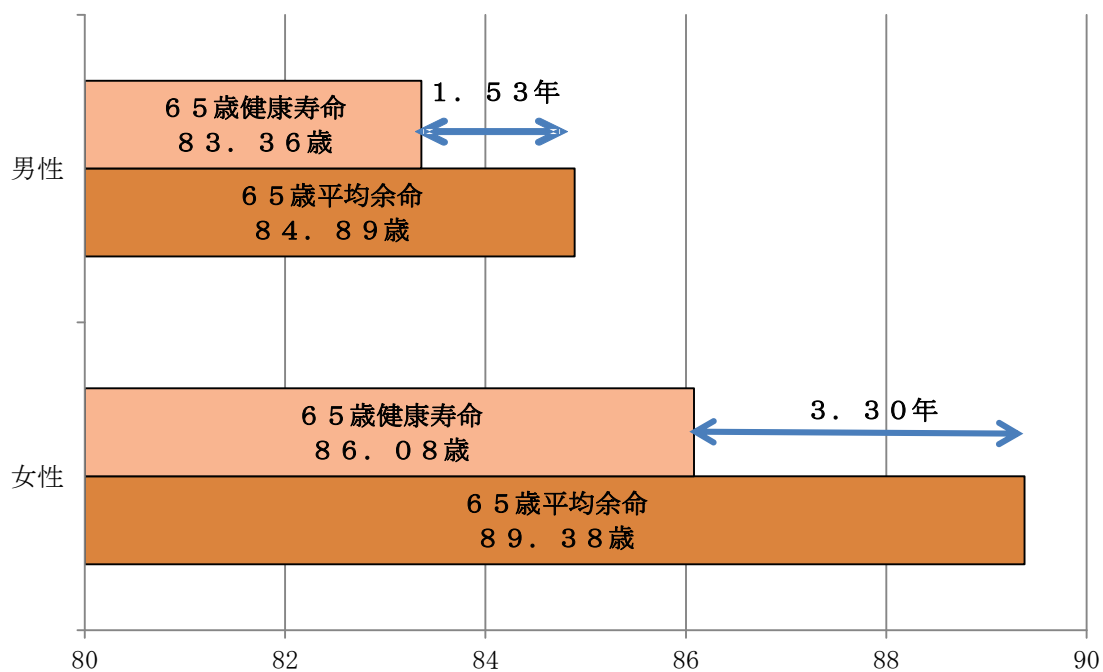 男性
６５歳健康寿命
８３．３６歳
１．５３年
６５歳平均余命
８４．８９歳
女性
６５歳健康寿命
８６．０８歳
３．３０年
６５歳平均余命
８９．３８歳
80 82 84 86 88 90